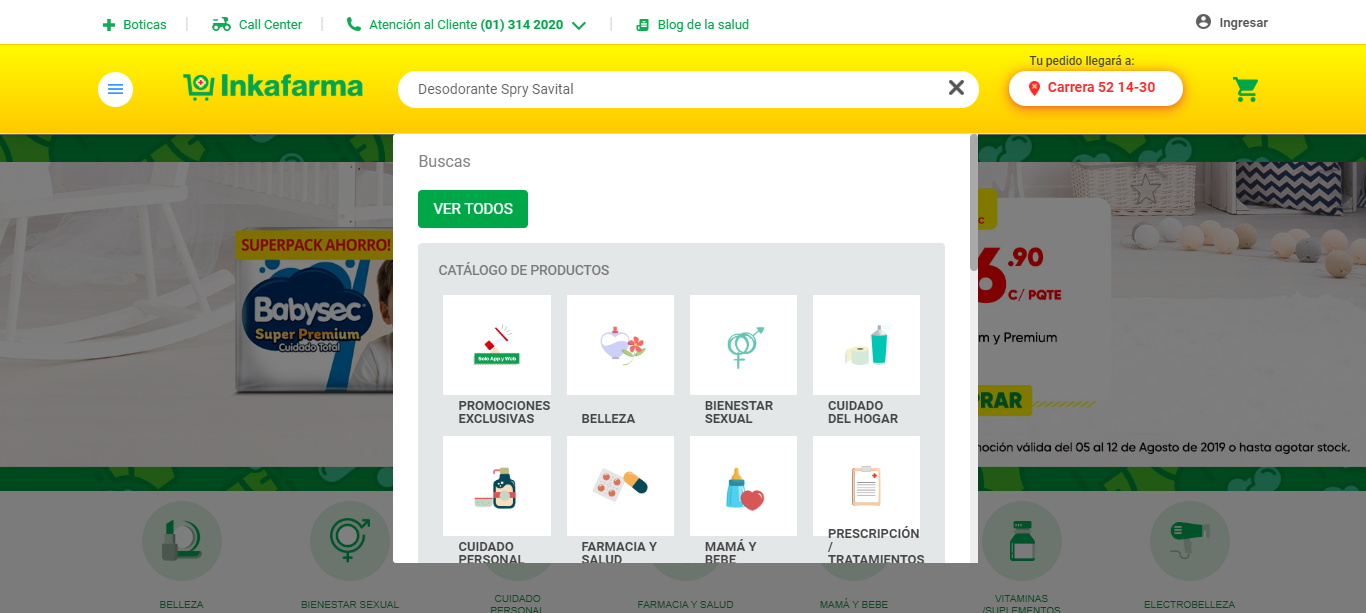 Boticas
Call Center
Atención al Cliente (01) 314 2020
Blog de la salud
Ingresar
Inkafarma
Desodorante Spry Savital
Tu pedido llegará a:
Carrera 52 14-30
Buscas
VER TODOS
CATÁLOGO DE PRODUCTOS
Solo App y Web
PROMOCIONES
EXCLUSIVAS
BELLEZA
BIENESTAR
SEXUAL
CUIDADO
DEL HOGAR
CUIDADO
PERSONAL
FARMACIA Y
SALUD
MAMÁ Y
BEBE
PRESCRIPCIÓN
/
TRATAMIENTOS
SUPERPACK AHORRO!
Babysec
Super Premium
Cuidado Total
6.90
C/ PQTE
m y Premium
PRAR
moción válida del 05 al 12 de Agosto de 2019 o hasta agotar stock.
BELLEZA
BIENESTAR SEXUAL
CUIDADO
PERSONAL
FARMACIA Y SALUD
MAMÁ Y BEBE
VITAMINAS
/SUPLEMENTOS
ELECTROBELLEZA